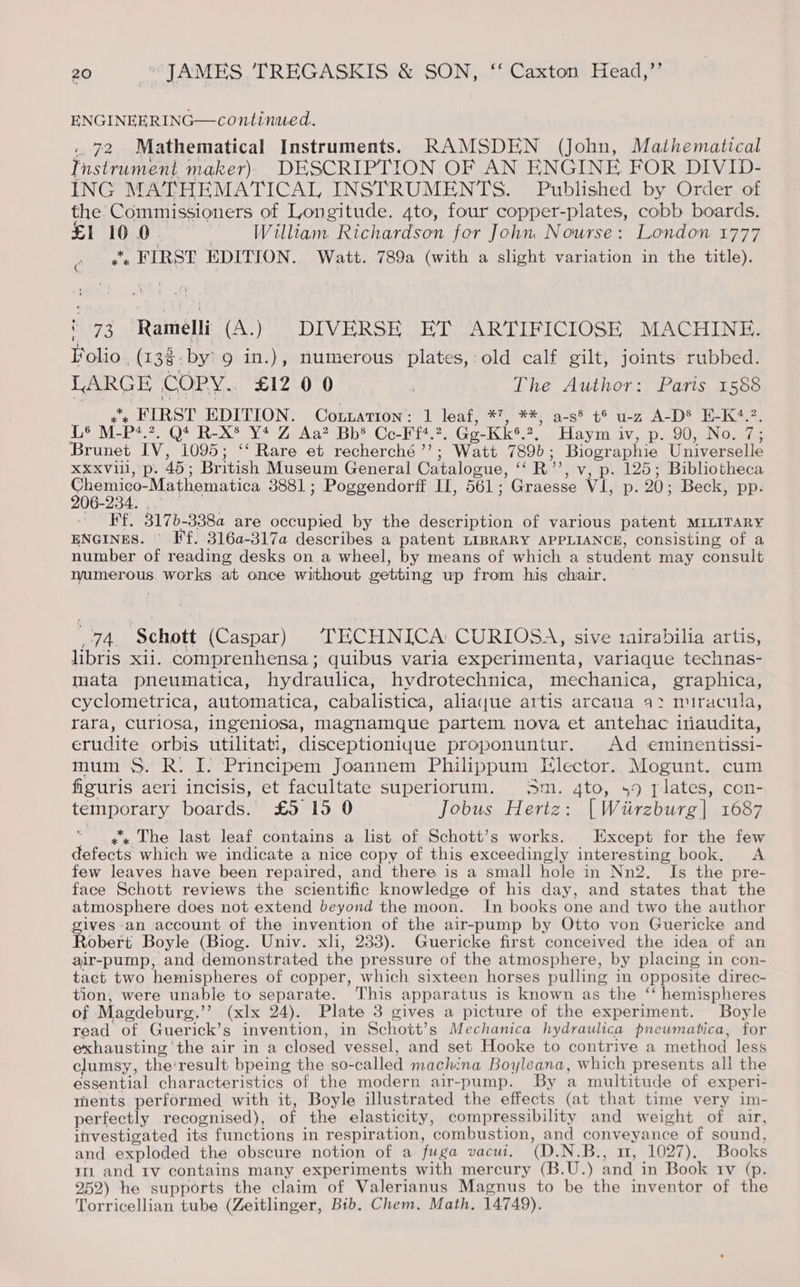 20 JAMES TREGASKIS & SON, “Caxton Head,”
ENGINEERING—continued.
72 Mathematical Instruments. RAMSDEN (John, Mathematical
Instrument maker) DESCRIPTION OF AN ENGINE FOR DIVID-
ING MATHEMATICAL INSTRUMENTS. Published by Order of
the Commissioners of Longitude. 4to, four copper-plates, cobb boards.
£1 10 0 William Richardson for John Nourse: London 1777
*** FIRST EDITION. Watt. 789a (with a slight variation in the title).
73 Ramelli (A.) DIVERSE ET ARTIFICIOSE MACHINE.
Folio (13⅜ by 9 in.), numerous plates, old calf gilt, joints rubbed.
LARGE COPY. £12 0 0 The Author: Paris 1588
*** FIRST EDITION. COLLATION: 1 leaf, *⁷, **, a-s⁸ t⁶ u-z A-D⁸ E-K⁴.².
L⁶ M-P⁴.². Q⁴ R-X⁸ Y⁴ Z Aa² Bb⁸ Cc-Ff⁴.². Gg-Kk⁶.². Haym iv, p. 90, No. 7;
Brunet IV, 1095; “Rare et recherché”; Watt 789b; Biographie Universelle
xxxviii, p. 45; British Museum General Catalogue, “R”, v, p. 125; Bibliotheca
Chemico-Mathematica 3881; Poggendorff II, 561; Graesse VI, p. 20; Beck, pp.
206-234.
Ff. 317b-338a are occupied by the description of various patent MILITARY
ENGINES. Ff. 316a-317a describes a patent LIBRARY APPLIANCE, consisting of a
number of reading desks on a wheel, by means of which a student may consult
numerous works at once without getting up from his chair.
74 Schott (Caspar) TECHNICA CURIOSA, sive mirabilia artis,
libris xii. comprenhensa; quibus varia experimenta, variaque technas-
mata pneumatica, hydraulica, hydrotechnica, mechanica, graphica,
cyclometrica, automatica, cabalistica, aliaque artis arcana a> miracula,
rara, curiosa, ingeniosa, magnamque partem nova et antehac inaudita,
erudite orbis utilitati, disceptionique proponuntur. Ad eminentissi-
mum S. R. I. Principem Joannem Philippum Elector. Mogunt. cum
figuris aeri incisis, et facultate superiorum. Sm. 4to, 59 plates, con-
temporary boards. £5 15 0 Jobus Hertz: [Würzburg] 1687
*** The last leaf contains a list of Schott’s works. Except for the few
defects which we indicate a nice copy of this exceedingly interesting book. A
few leaves have been repaired, and there is a small hole in Nn2. Is the pre-
face Schott reviews the scientific knowledge of his day, and states that the
atmosphere does not extend beyond the moon. In books one and two the author
gives an account of the invention of the air-pump by Otto von Guericke and
Robert Boyle (Biog. Univ. xli, 233). Guericke first conceived the idea of an
air-pump, and demonstrated the pressure of the atmosphere, by placing in con-
tact two hemispheres of copper, which sixteen horses pulling in opposite direc-
tion, were unable to separate. This apparatus is known as the “hemispheres
of Magdeburg.” (xlx 24). Plate 3 gives a picture of the experiment. Boyle
read of Guerick’s invention, in Schott’s Mechanica hydraulica pneumatica, for
exhausting the air in a closed vessel, and set Hooke to contrive a method less
clumsy, the result bpeing the so-called machina Boyleana, which presents all the
essential characteristics of the modern air-pump. By a multitude of experi-
ments performed with it, Boyle illustrated the effects (at that time very im-
perfectly recognised), of the elasticity, compressibility and weight of air,
investigated its functions in respiration, combustion, and conveyance of sound,
and exploded the obscure notion of a fuga vacui. (D.N.B., II, 1027). Books
III and IV contains many experiments with mercury (B.U.) and in Book IV (p.
252) he supports the claim of Valerianus Magnus to be the inventor of the
Torricellian tube (Zeitlinger, Bib. Chem. Math. 14749).